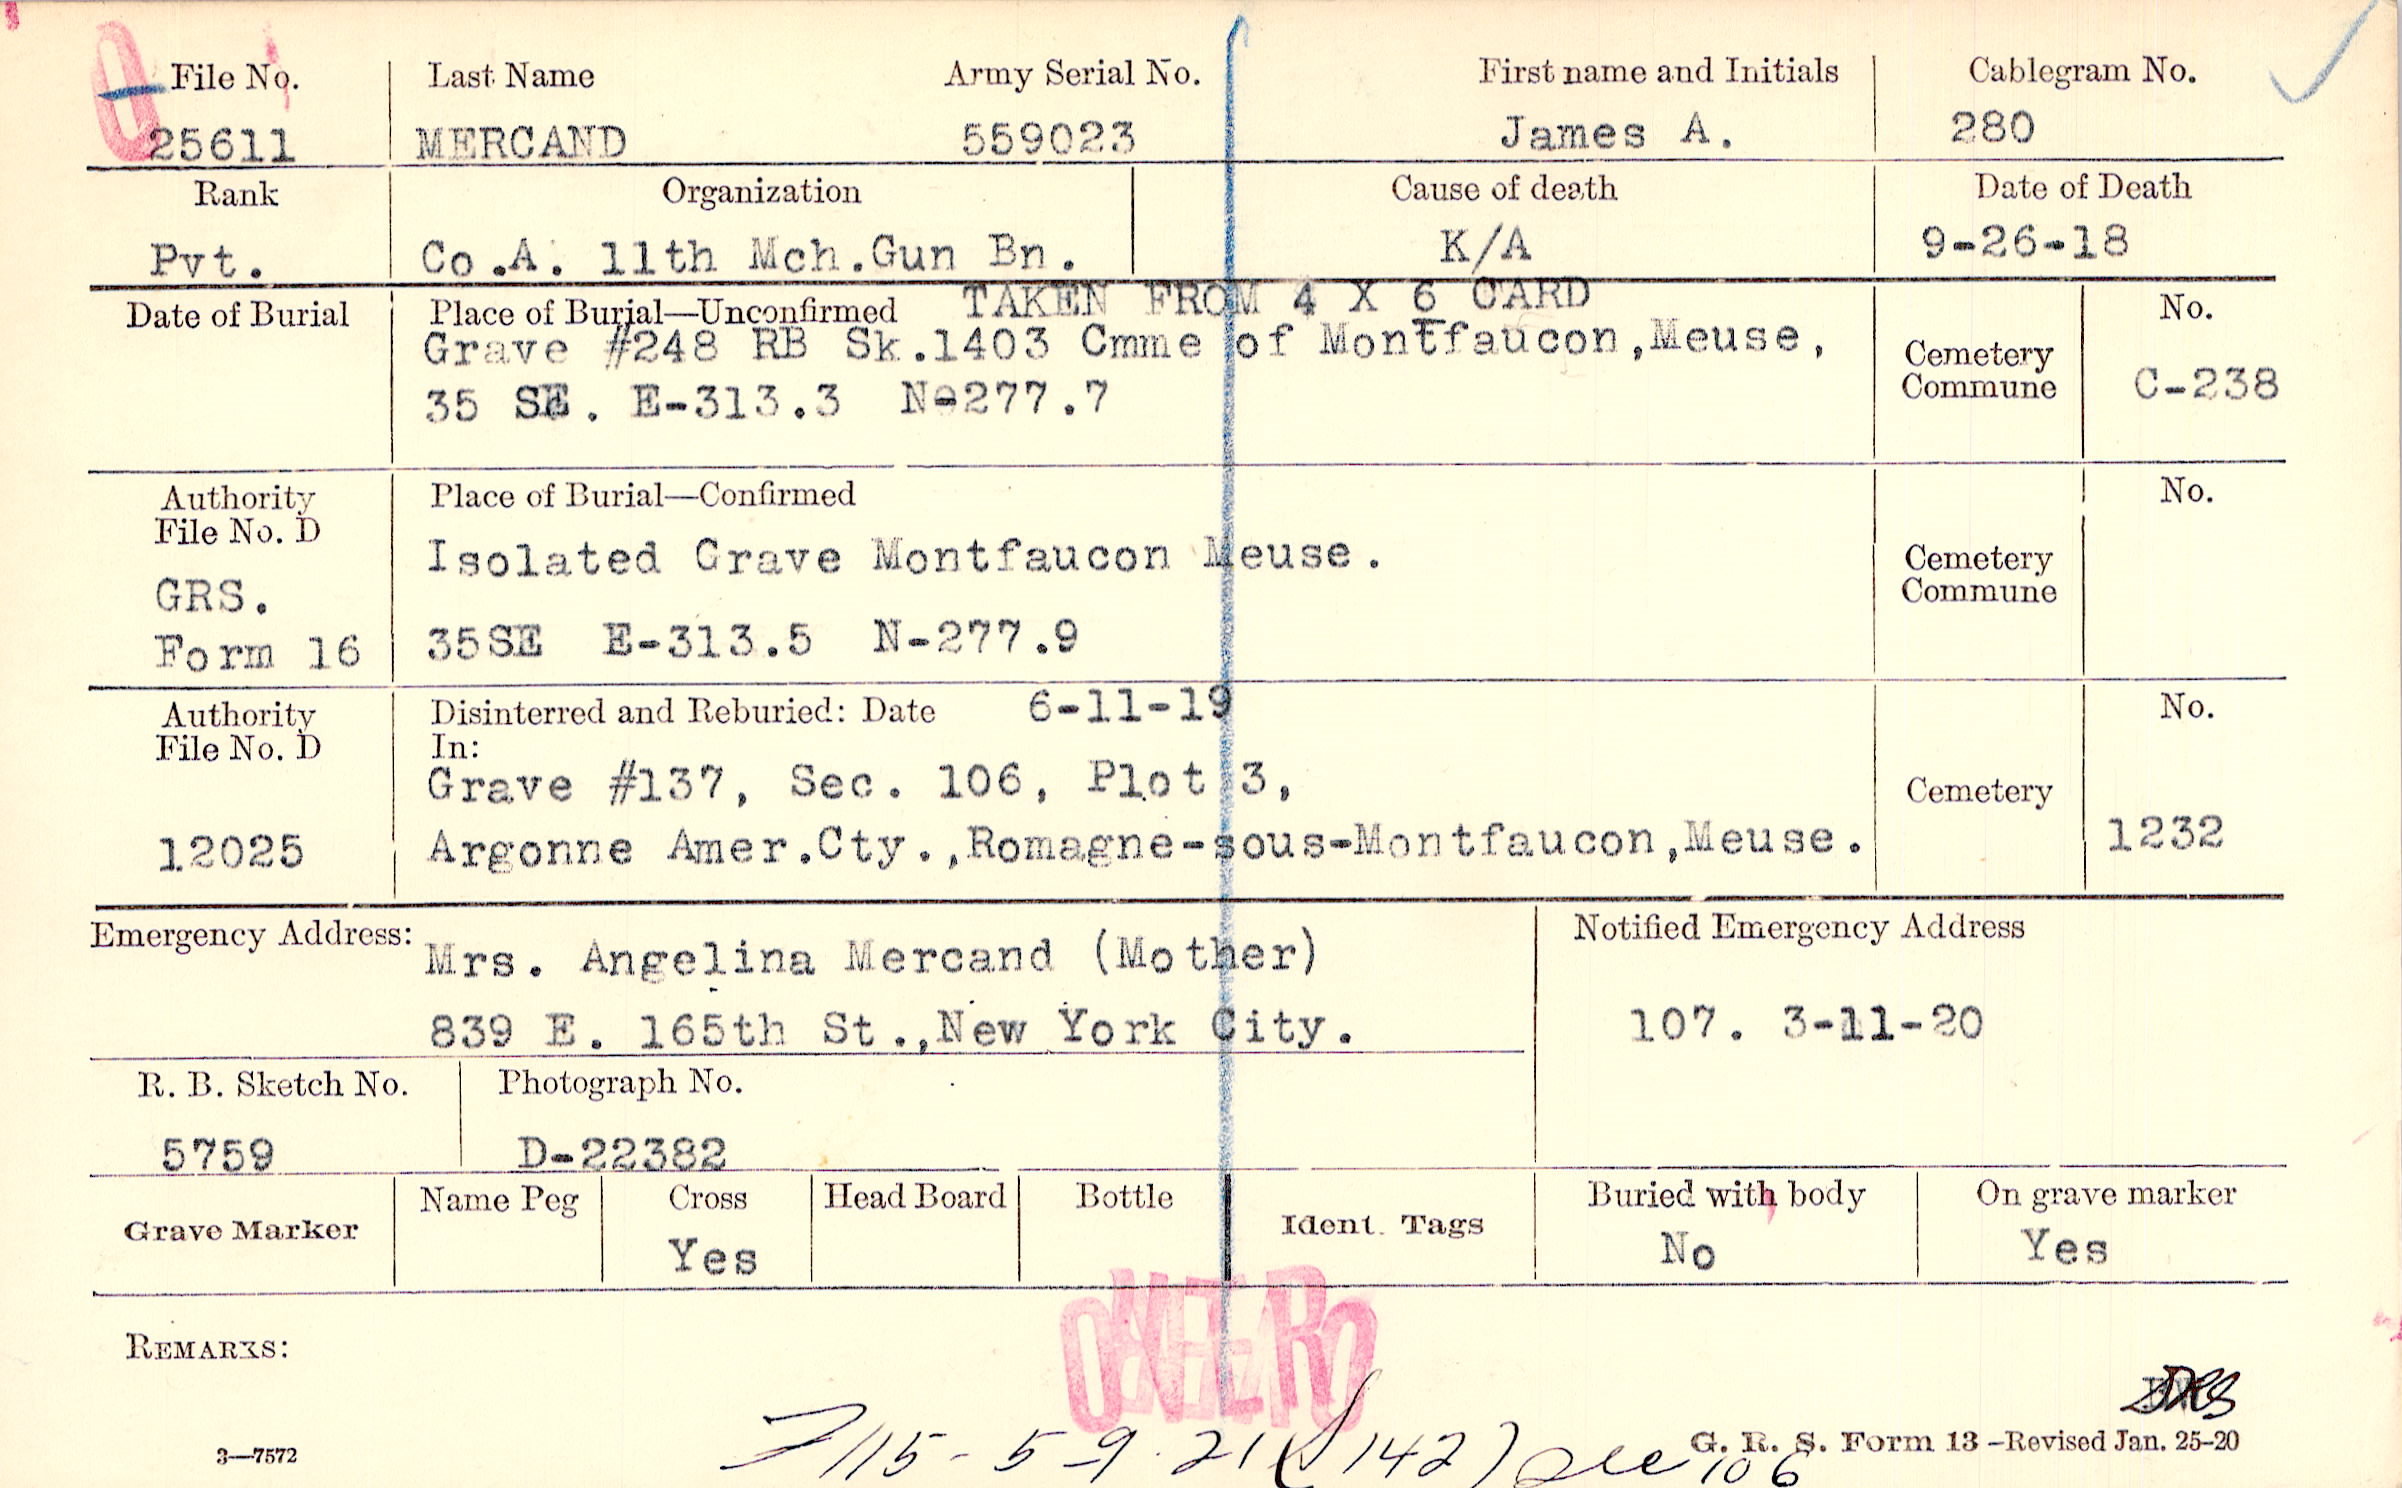 File No. Last Name Army Serial No. First name and Initials Cablegram No.
25611 MERCAND 559023 James A. 280
Rank Organization Cause of death Date of Death
Pvt. Co.A. 11th Mch.Gun Bn. K/A 9-26-18
TAKEN FROM 4 X 6 CARD
Date of Burial Place of Burial—Unconfirmed No.
Grave #248 RB Sk.1403 Cmme of Montfaucon,Meuse,
Cemetery
Commune C-238
35 SE. E-313.3 N-277.7
Authority Place of Burial—Confirmed No.
File No. D
Isolated Grave Montfaucon Meuse.
Cemetery
Commune
GRS.
Form 16 35SE E-313.5 N-277.9
Authority Disinterred and Reburied: Date 6-11-19 No.
File No. D In:
Grave #137, Sec. 106, Plot 3, Cemetery
12025 Argonne Amer.Cty.,Romagne-sous-Montfaucon,Meuse. 1232
Emergency Address: Mrs. Angelina Mercand (Mother) Notified Emergency Address
839 E. 165th St.,New York City. 107. 3-11-20
R. B. Sketch No. Photograph No.
5759 D-22382
Grave Marker Name Peg Cross Head Board Bottle Ident. Tags Buried with body On grave marker
Yes No Yes
REMARKS:
3—7572
G. R. S. Form 13—Revised Jan. 25-20
115-5-9-21 ( 142) see 106